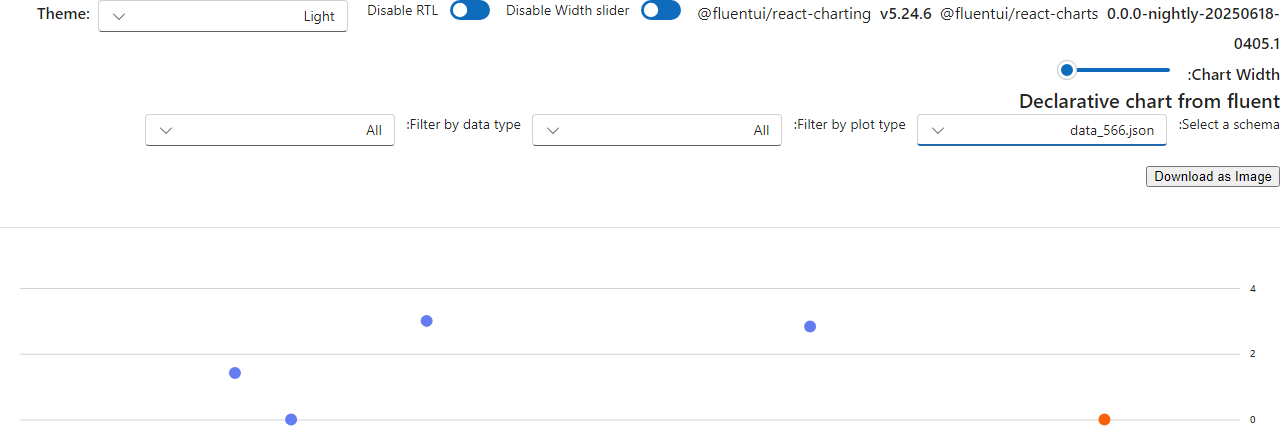 Theme: Light Disable RTL Disable Width slider @fluentui/react-charting v5.24.6 @fluentui/react-charts 0.0.0-nightly-20250618-
0405.1
:Chart Width
Declarative chart from fluent
:Select a schema data_566.json :Filter by plot type All :Filter by data type All
Download as Image
4
2
0